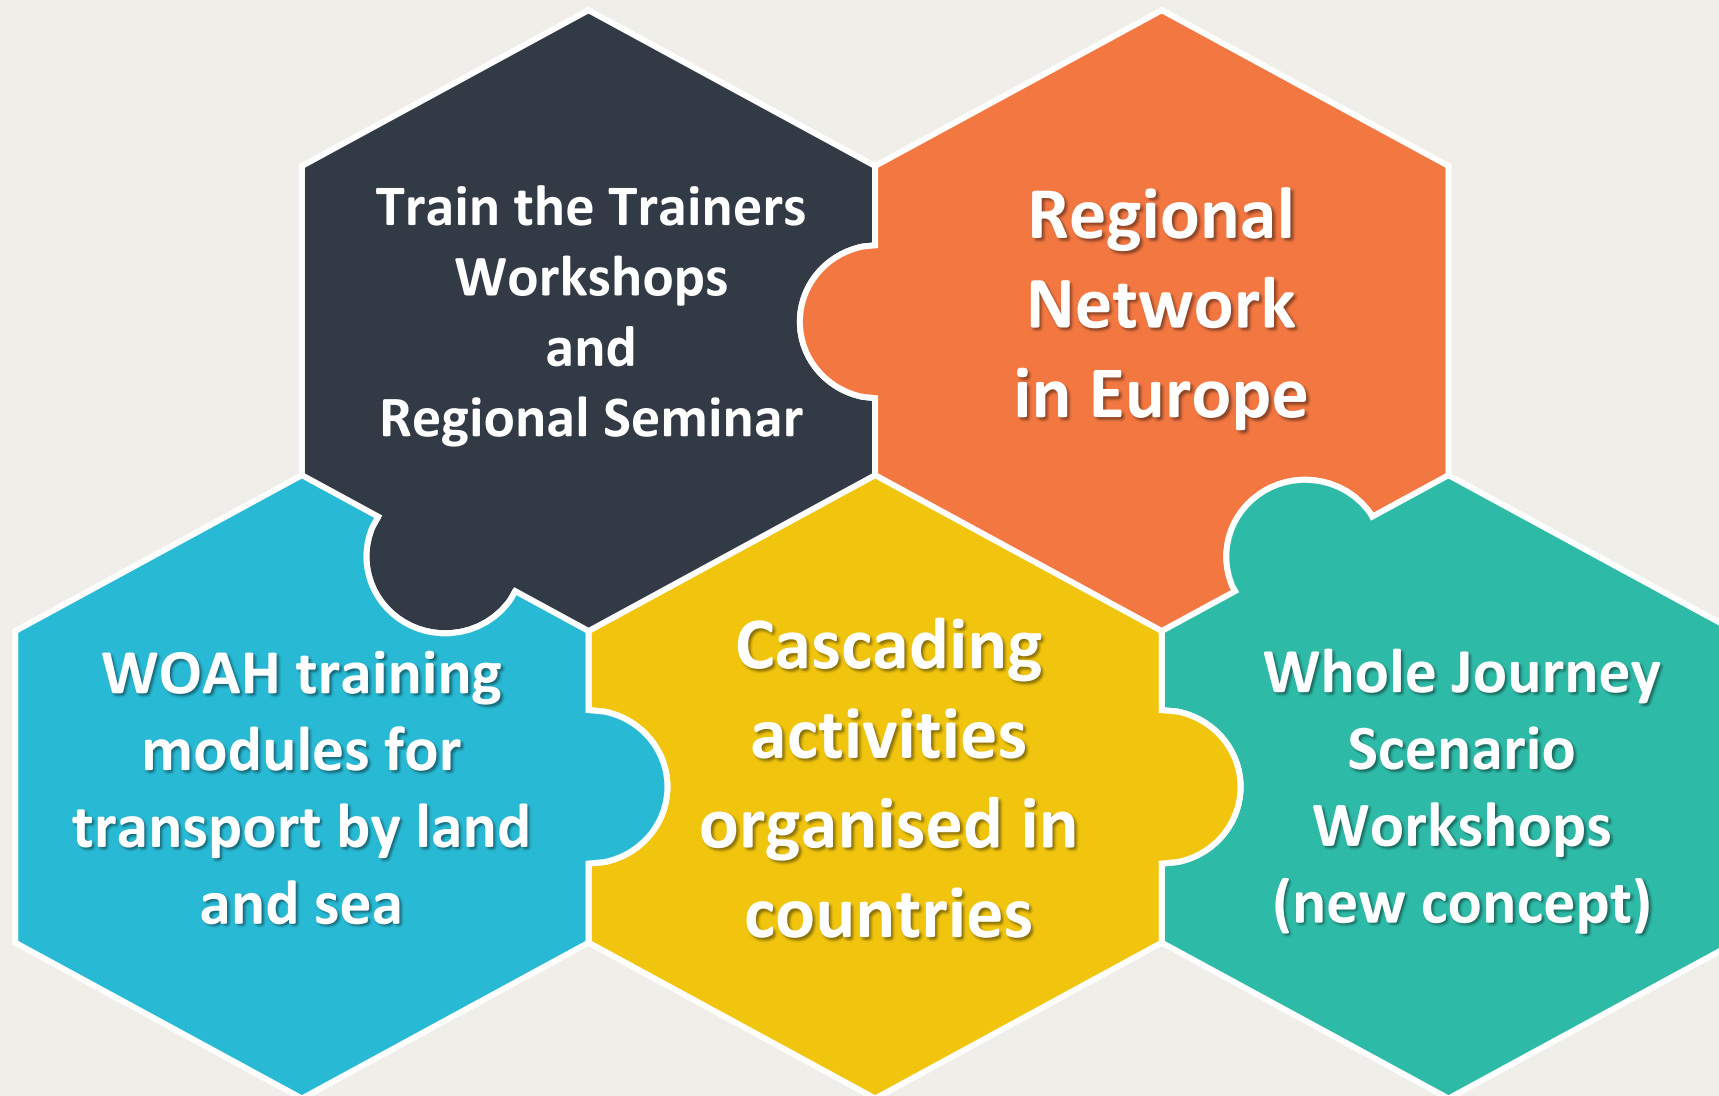 Train the Trainers
Workshops
and
Regional Seminar
Regional
Network
in Europe
WOAH training
modules for
transport by land
and sea
Cascading
activities
organised in
countries
Whole Journey
Scenario
Workshops
(new concept)